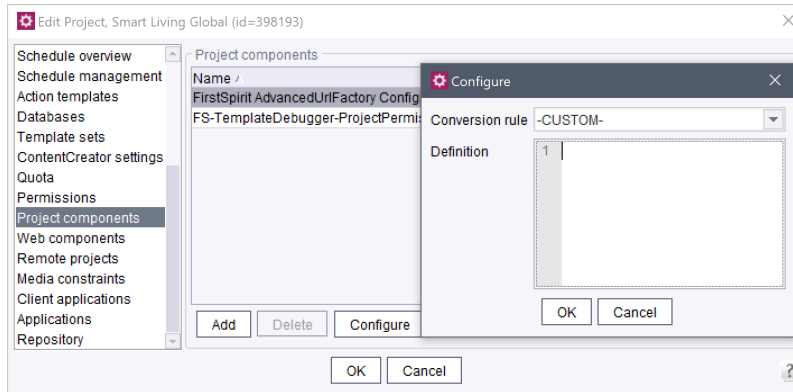 Edit Project, Smart Living Global (id=398193)
Schedule overview
Schedule management
Action templates
Databases
Template sets
ContentCreator settings
Quota
Permissions
Project components
Web components
Remote projects
Media constraints
Client applications
Applications
Repository
Project components
Name
FirstSpirit AdvancedUrlFactory Config
FS-TemplateDebugger-ProjectPermis
Add Delete Configure
Configure
Conversion rule -CUSTOM-
Definition 1
OK Cancel
OK Cancel
?